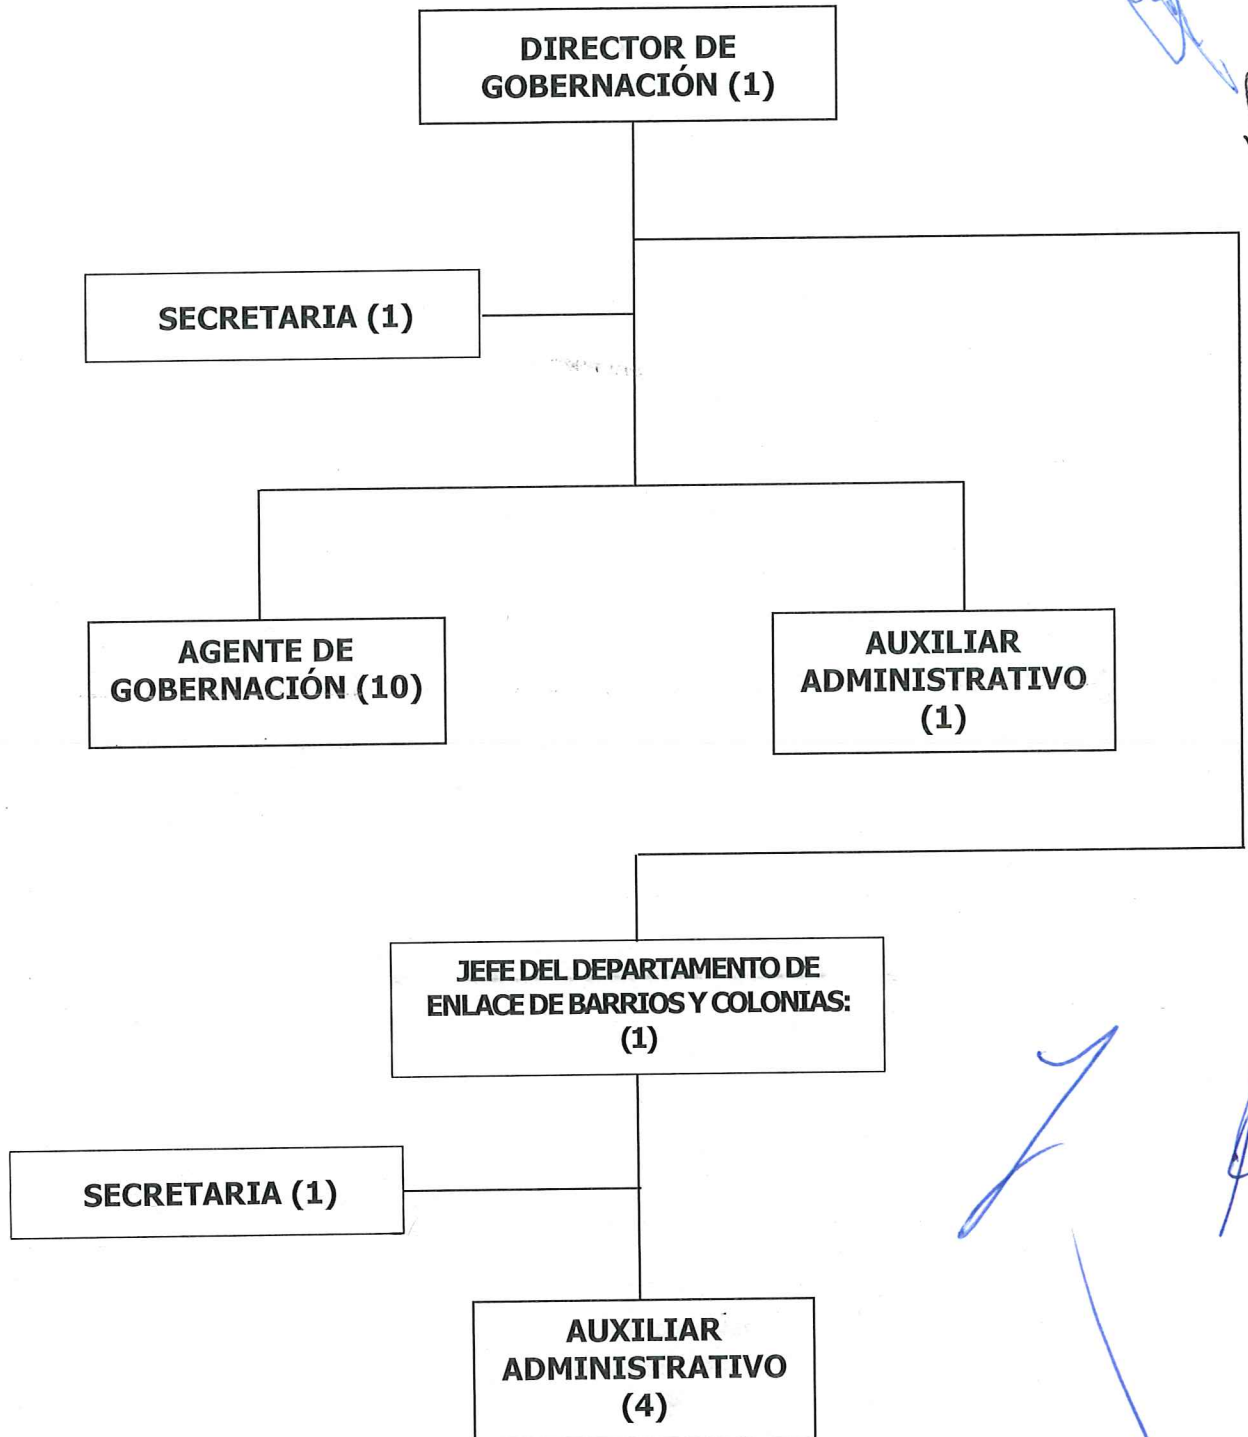 DIRECTOR DE
GOBERNACIÓN (1)
SECRETARIA (1)
AGENTE DE
GOBERNACIÓN (10)
AUXILIAR
ADMINISTRATIVO
(1)
JEFE DEL DEPARTAMENTO DE
ENLACE DE BARRIOS Y COLONIAS:
(1)
SECRETARIA (1)
AUXILIAR
ADMINISTRATIVO
(4)